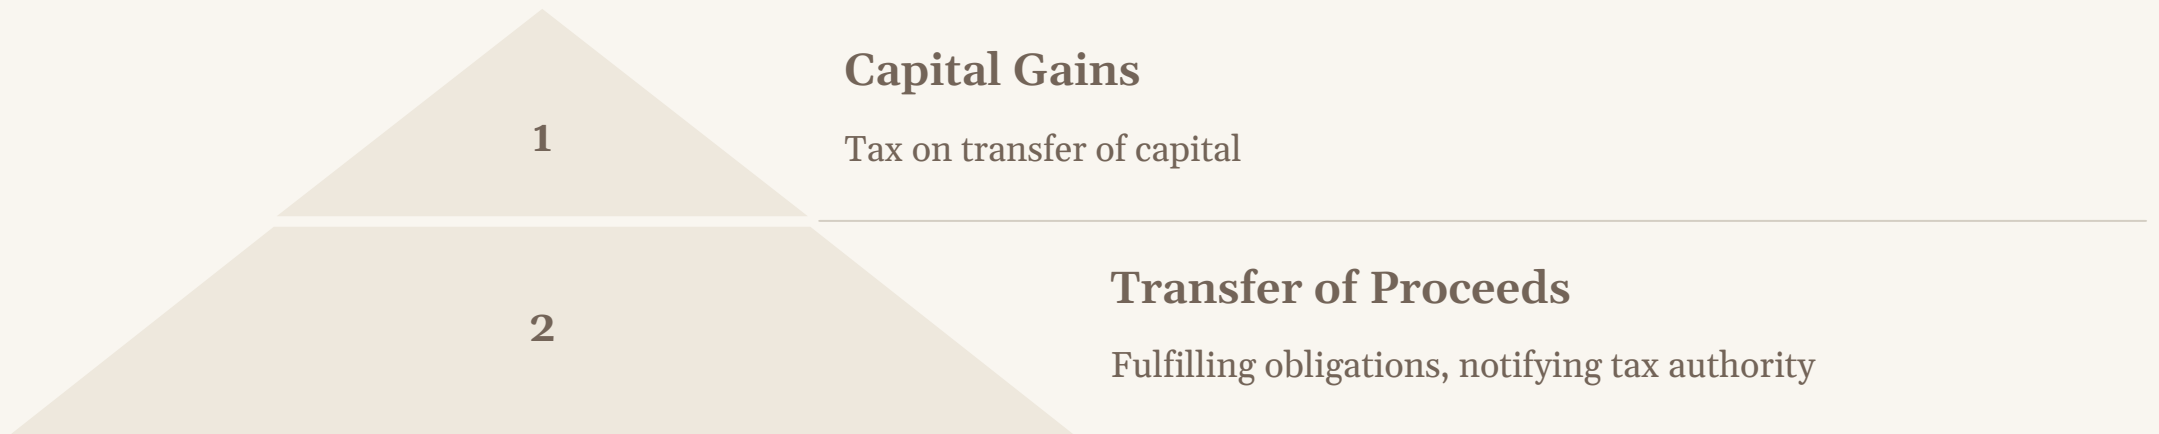 1
Capital Gains
Tax on transfer of capital
2
Transfer of Proceeds
Fulfilling obligations, notifying tax authority